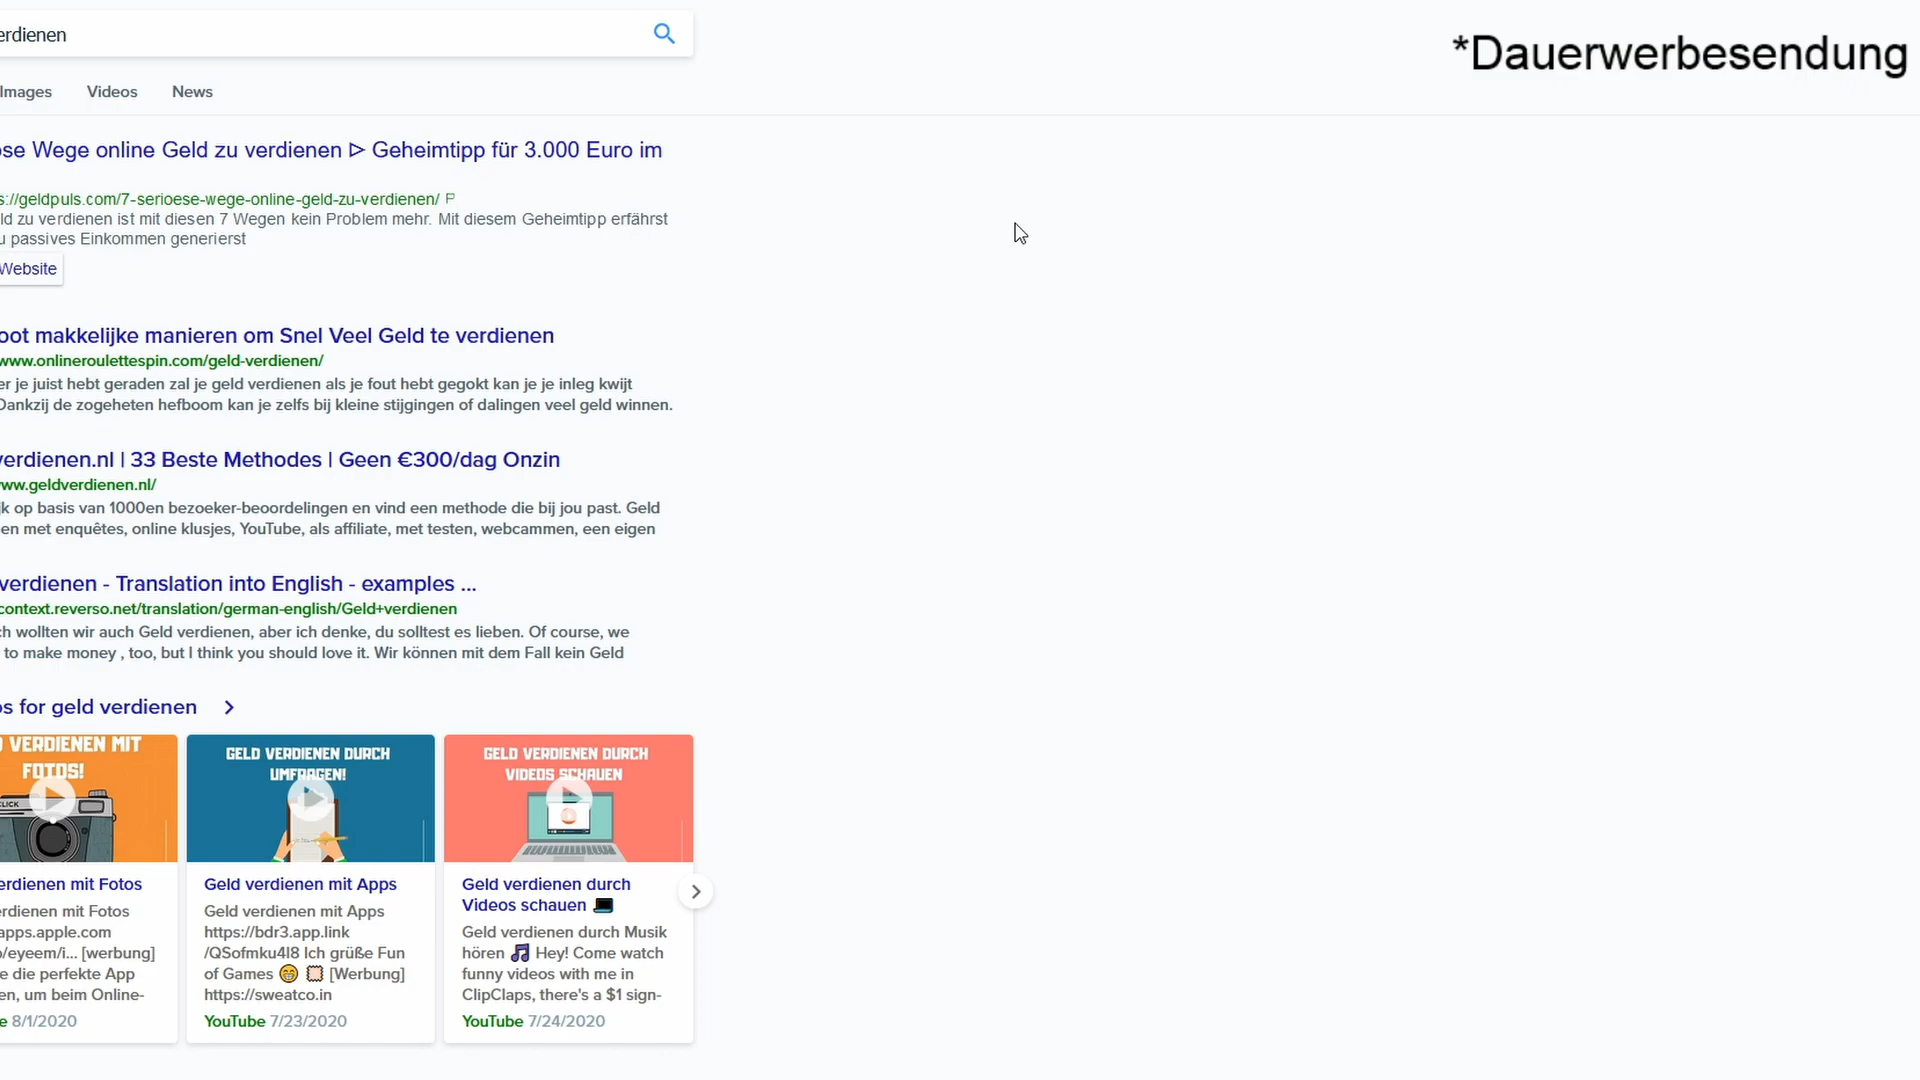 erdienen
*Dauerwerbesendung
Images Videos News
se Wege online Geld zu verdienen ▷ Geheimtipp für 3.000 Euro im
s://geldpuls.com/7-serioese-wege-online-geld-zu-verdienen/
ld zu verdienen ist mit diesen 7 Wegen kein Problem mehr. Mit diesem Geheimtipp erfährst
u passives Einkommen generierst
Website
oot makkelijke manieren om Snel Veel Geld te verdienen
www.onlineroulettespin.com/geld-verdienen/
er je juist hebt geraden zal je geld verdienen als je fout hebt gegokt kan je je inleg kwijt
Dankzij de zogeheten hefboom kan je zelfs bij kleine stijgingen of dalingen veel geld winnen.
verdienen.nl | 33 Beste Methodes | Geen €300/dag Onzin
www.geldverdienen.nl/
jk op basis van 1000en bezoeker-beoordelingen en vind een methode die bij jou past. Geld
en met enquêtes, online klusjes, YouTube, als affiliate, met testen, webcammen, een eigen
verdienen - Translation into English - examples ...
context.reverso.net/translation/german-english/Geld+verdienen
ch wollten wir auch Geld verdienen, aber ich denke, du solltest es lieben. Of course, we
to make money , too, but I think you should love it. Wir können mit dem Fall kein Geld
os for geld verdienen
VERDIENEN MIT
FOTOS!
CLICK
erdienen mit Fotos
erdienen mit Fotos
apps.apple.com
/eyeem/i... [werbung]
e die perfekte App
en, um beim Online-
e 8/1/2020
GELD VERDIENEN DURCH
UMFRAGEN!
Geld verdienen mit Apps
Geld verdienen mit Apps
https://bdr3.app.link
/QSofmku4l8 Ich grüße Fun
of Games 😁 [Werbung]
https://sweatco.in
YouTube 7/23/2020
GELD VERDIENEN DURCH
VIDEOS SCHAUEN
Geld verdienen durch
Videos schauen 💻
Geld verdienen durch Musik
hören 🎵 Hey! Come watch
funny videos with me in
ClipClaps, there's a $1 sign-
YouTube 7/24/2020